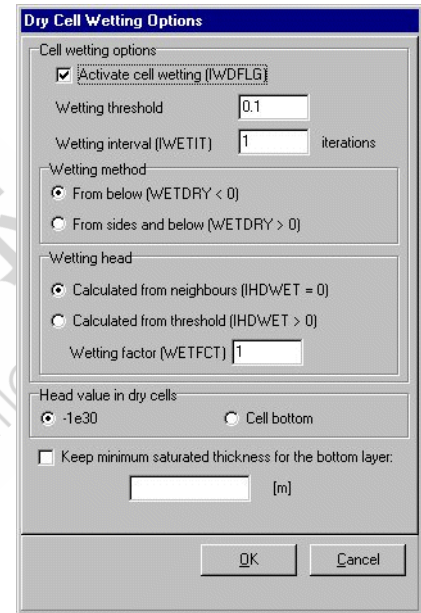 Dry Cell Wetting Options
Cell wetting options
Activate cell wetting (IWDFLG)
Wetting threshold 0.1
Wetting interval (IWETIT) 1 iterations
Wetting method
From below (WETDRY < 0)
From sides and below (WETDRY > 0)
Wetting head
Calculated from neighbours (IHDWET = 0)
Calculated from threshold (IHDWET > 0)
Wetting factor (WETFCT) 1
Head value in dry cells
-1e30 Cell bottom
Keep minimum saturated thickness for the bottom layer:
[m]
OK Cancel